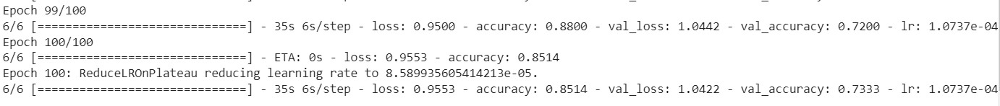 Epoch 99/100
6/6 [==============================] - 35s 6s/step - loss: 0.9500 - accuracy: 0.8800 - val_loss: 1.0442 - val_accuracy: 0.7200 - lr: 1.0737e-04
Epoch 100/100
6/6 [==============================] - ETA: 0s - loss: 0.9553 - accuracy: 0.8514
Epoch 100: ReduceLROnPlateau reducing learning rate to 8.589935605414213e-05.
6/6 [==============================] - 35s 6s/step - loss: 0.9553 - accuracy: 0.8514 - val_loss: 1.0422 - val_accuracy: 0.7333 - lr: 1.0737e-04